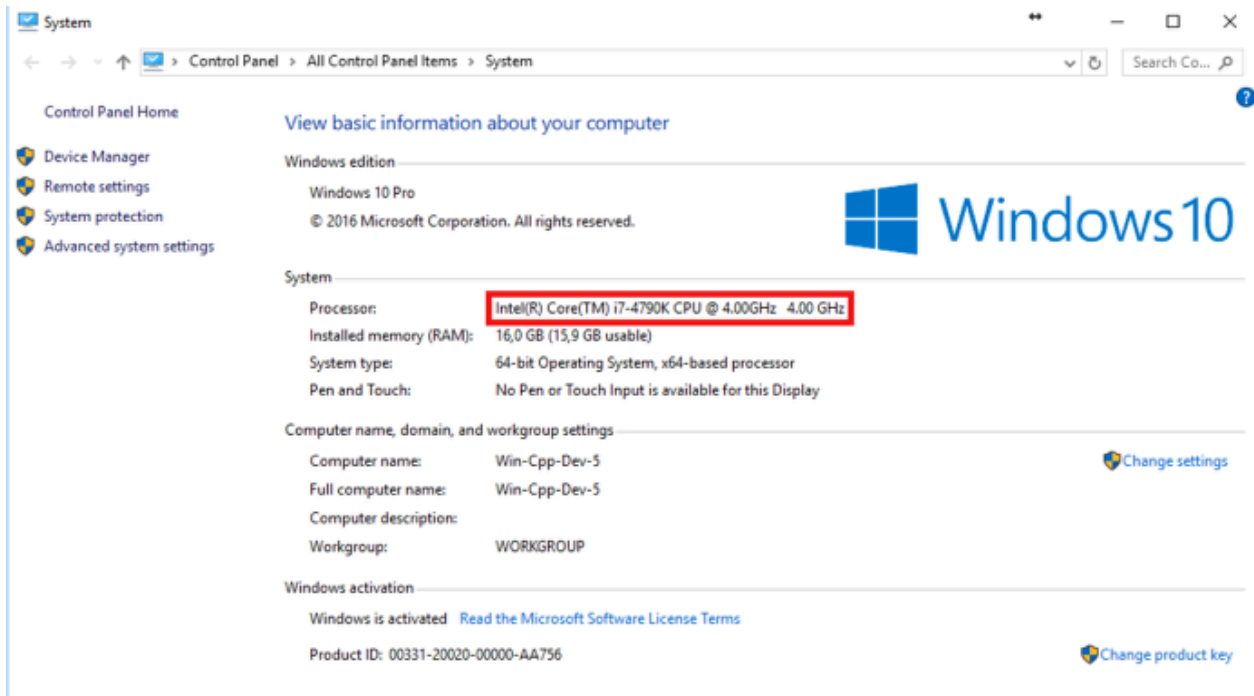 System
Control Panel > All Control Panel Items > System
Search Co...
Control Panel Home
Device Manager
Remote settings
System protection
Advanced system settings
?
View basic information about your computer
Windows edition
Windows 10 Pro
© 2016 Microsoft Corporation. All rights reserved.
Windows 10
System
Processor: Intel(R) Core(TM) i7-4790K CPU @ 4.00GHz 4.00 GHz
Installed memory (RAM): 16,0 GB (15,9 GB usable)
System type: 64-bit Operating System, x64-based processor
Pen and Touch: No Pen or Touch Input is available for this Display
Computer name, domain, and workgroup settings
Computer name: Win-Cpp-Dev-5
Change settings
Full computer name: Win-Cpp-Dev-5
Computer description:
Workgroup: WORKGROUP
Windows activation
Windows is activated Read the Microsoft Software License Terms
Product ID: 00331-20020-00000-AA756
Change product key